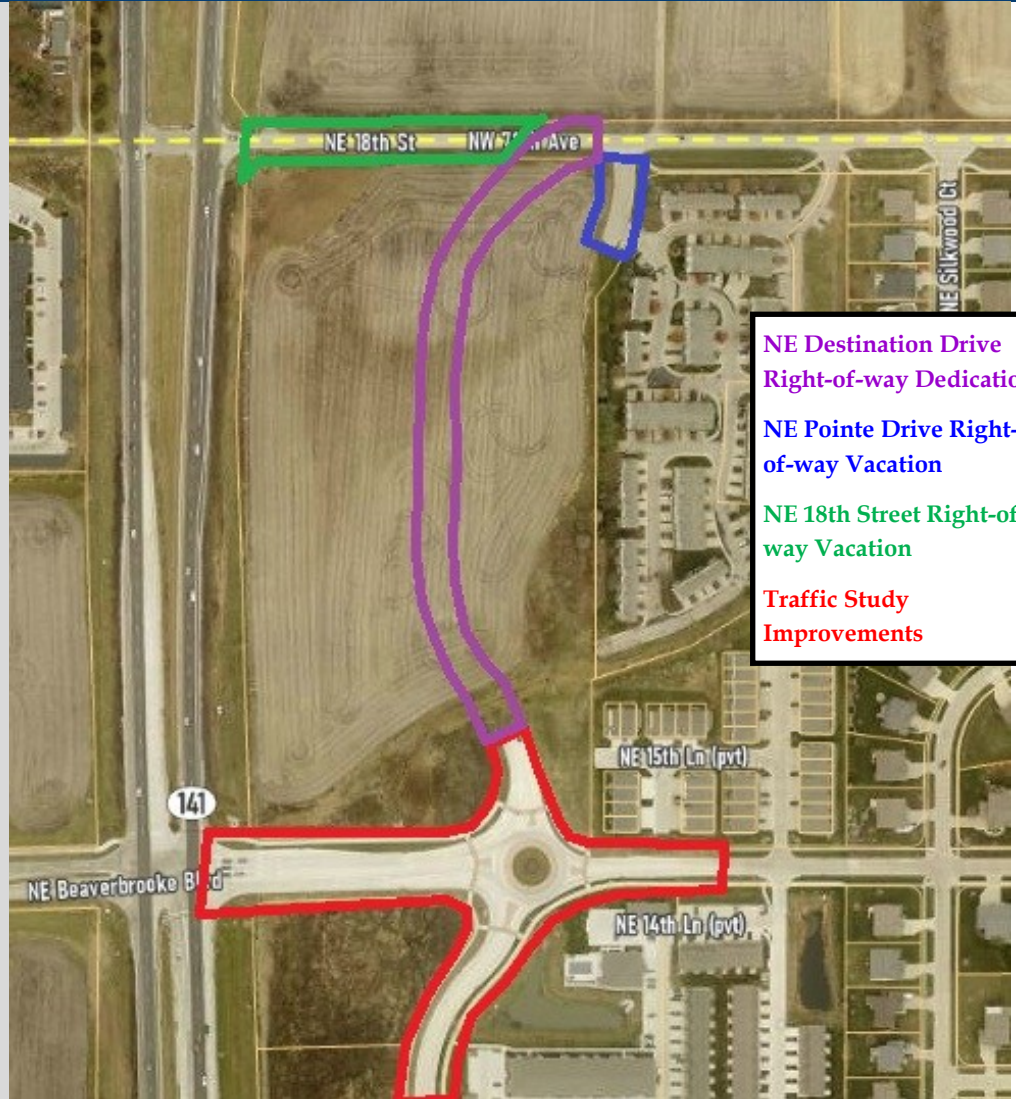 NE 18th St
Ave
NE Silkwood Ct
NE Destination Drive
Right-of-way
NE Pointe Drive Right-
of-way Vacation
NE 18th Street Right-of
way Vacation
Traffic Study
Improvements
NE 15th Ln (pvt)
141
NE Beaverbrooke
NE 14th Ln (pvt)